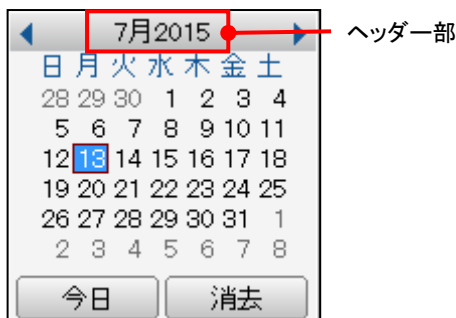 7月2015 ヘッダー部
日 月 火 水 木 金 土
28 29 30 1 2 3 4
5 6 7 8 9 10 11
12 13 14 15 16 17 18
19 20 21 22 23 24 25
26 27 28 29 30 31 1
2 3 4 5 6 7 8
今日 消去